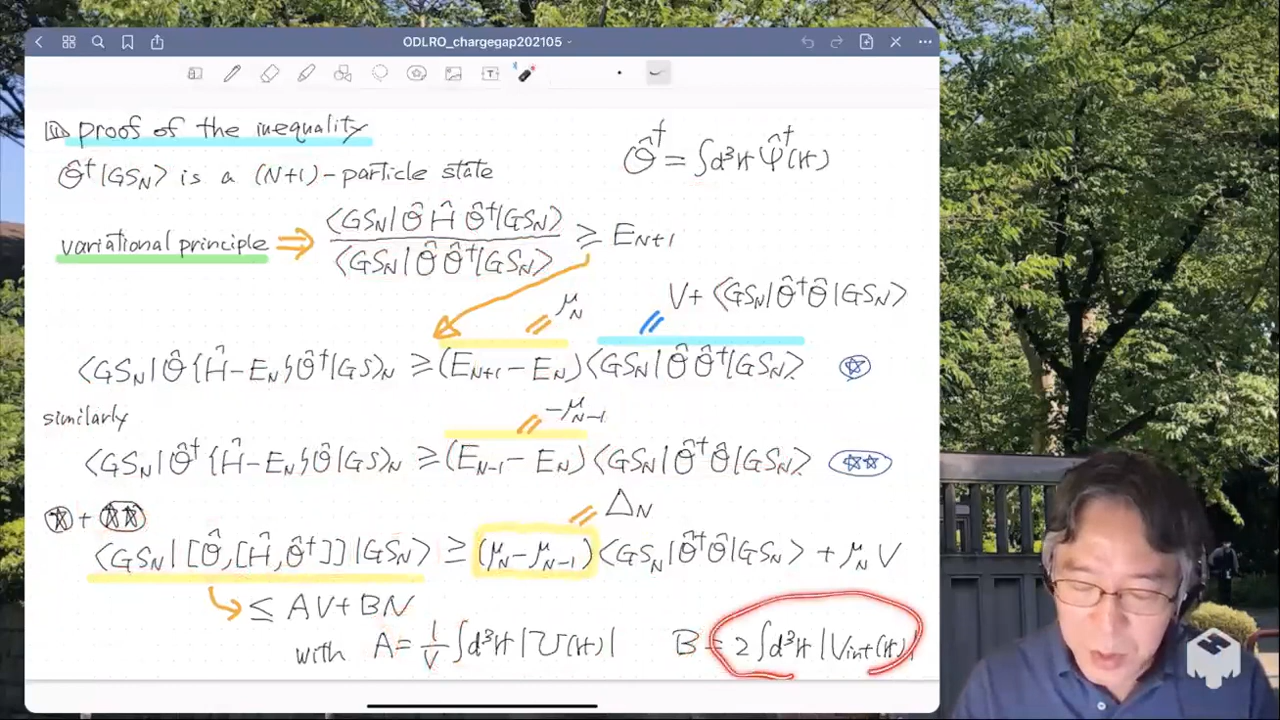 ODLRO_chargegap202105
proof of the inequality
Ô† = ∫d³r ψ̂†(r)
Ô†|GS_N⟩ is a (N+1)-particle state
variational principle ⇒ ⟨GS_N|Ô Ĥ Ô†|GS_N⟩ / ⟨GS_N|Ô Ô†|GS_N⟩ ≥ E_{N+1}
V + ⟨GS_N|Ô†Ô|GS_N⟩
μ_N
⟨GS_N|Ô{Ĥ-E_N}Ô†|GS⟩_N ≥ (E_{N+1} - E_N)⟨GS_N|Ô Ô†|GS_N⟩ ☆
similarly
-μ_{N-1}
⟨GS_N|Ô†{Ĥ-E_N}Ô|GS⟩_N ≥ (E_{N-1} - E_N)⟨GS_N|Ô†Ô|GS_N⟩ ☆☆
☆ + ☆☆
Δ_N
⟨GS_N|[Ô,[Ĥ,Ô†]]|GS_N⟩ ≥ (μ_N-μ_{N-1})⟨GS_N|Ô†Ô|GS_N⟩ + μ_N V
≤ AV + BN
with A = 1/V ∫d³r |U(r)| B = 2∫d³r |V_int(r)|